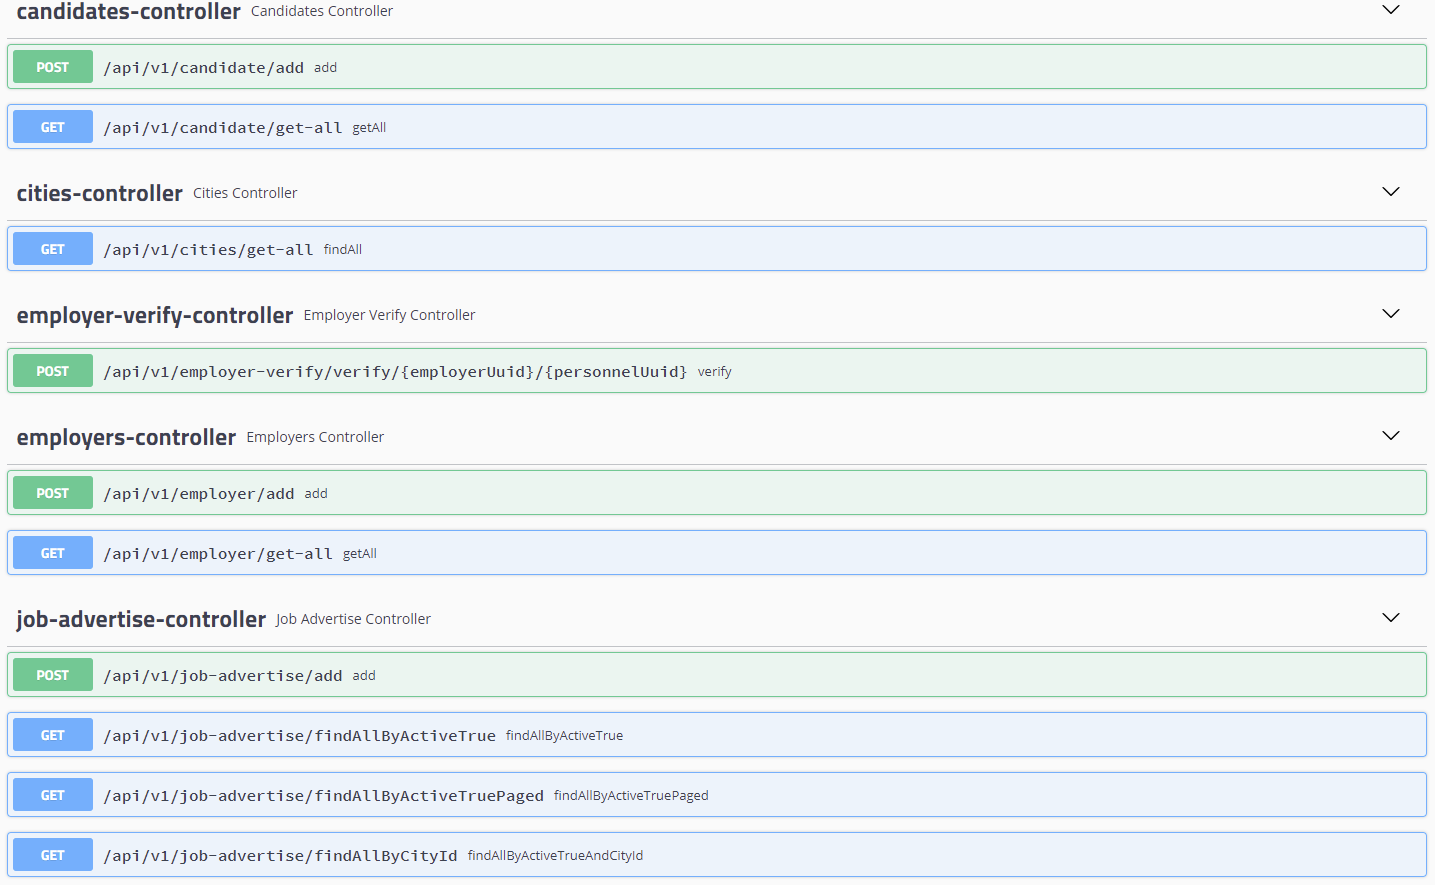 candidates-controller Candidates Controller
POST /api/v1/candidate/add add
GET /api/v1/candidate/get-all getAll
cities-controller Cities Controller
GET /api/v1/cities/get-all findAll
employer-verify-controller Employer Verify Controller
POST /api/v1/employer-verify/verify/{employerUuid}/{personnelUuid} verify
employers-controller Employers Controller
POST /api/v1/employer/add add
GET /api/v1/employer/get-all getAll
job-advertise-controller Job Advertise Controller
POST /api/v1/job-advertise/add add
GET /api/v1/job-advertise/findAllByActiveTrue findAllByActiveTrue
GET /api/v1/job-advertise/findAllByActiveTruePaged findAllByActiveTruePaged
GET /api/v1/job-advertise/findAllByCityId findAllByActiveTrueAndCityId